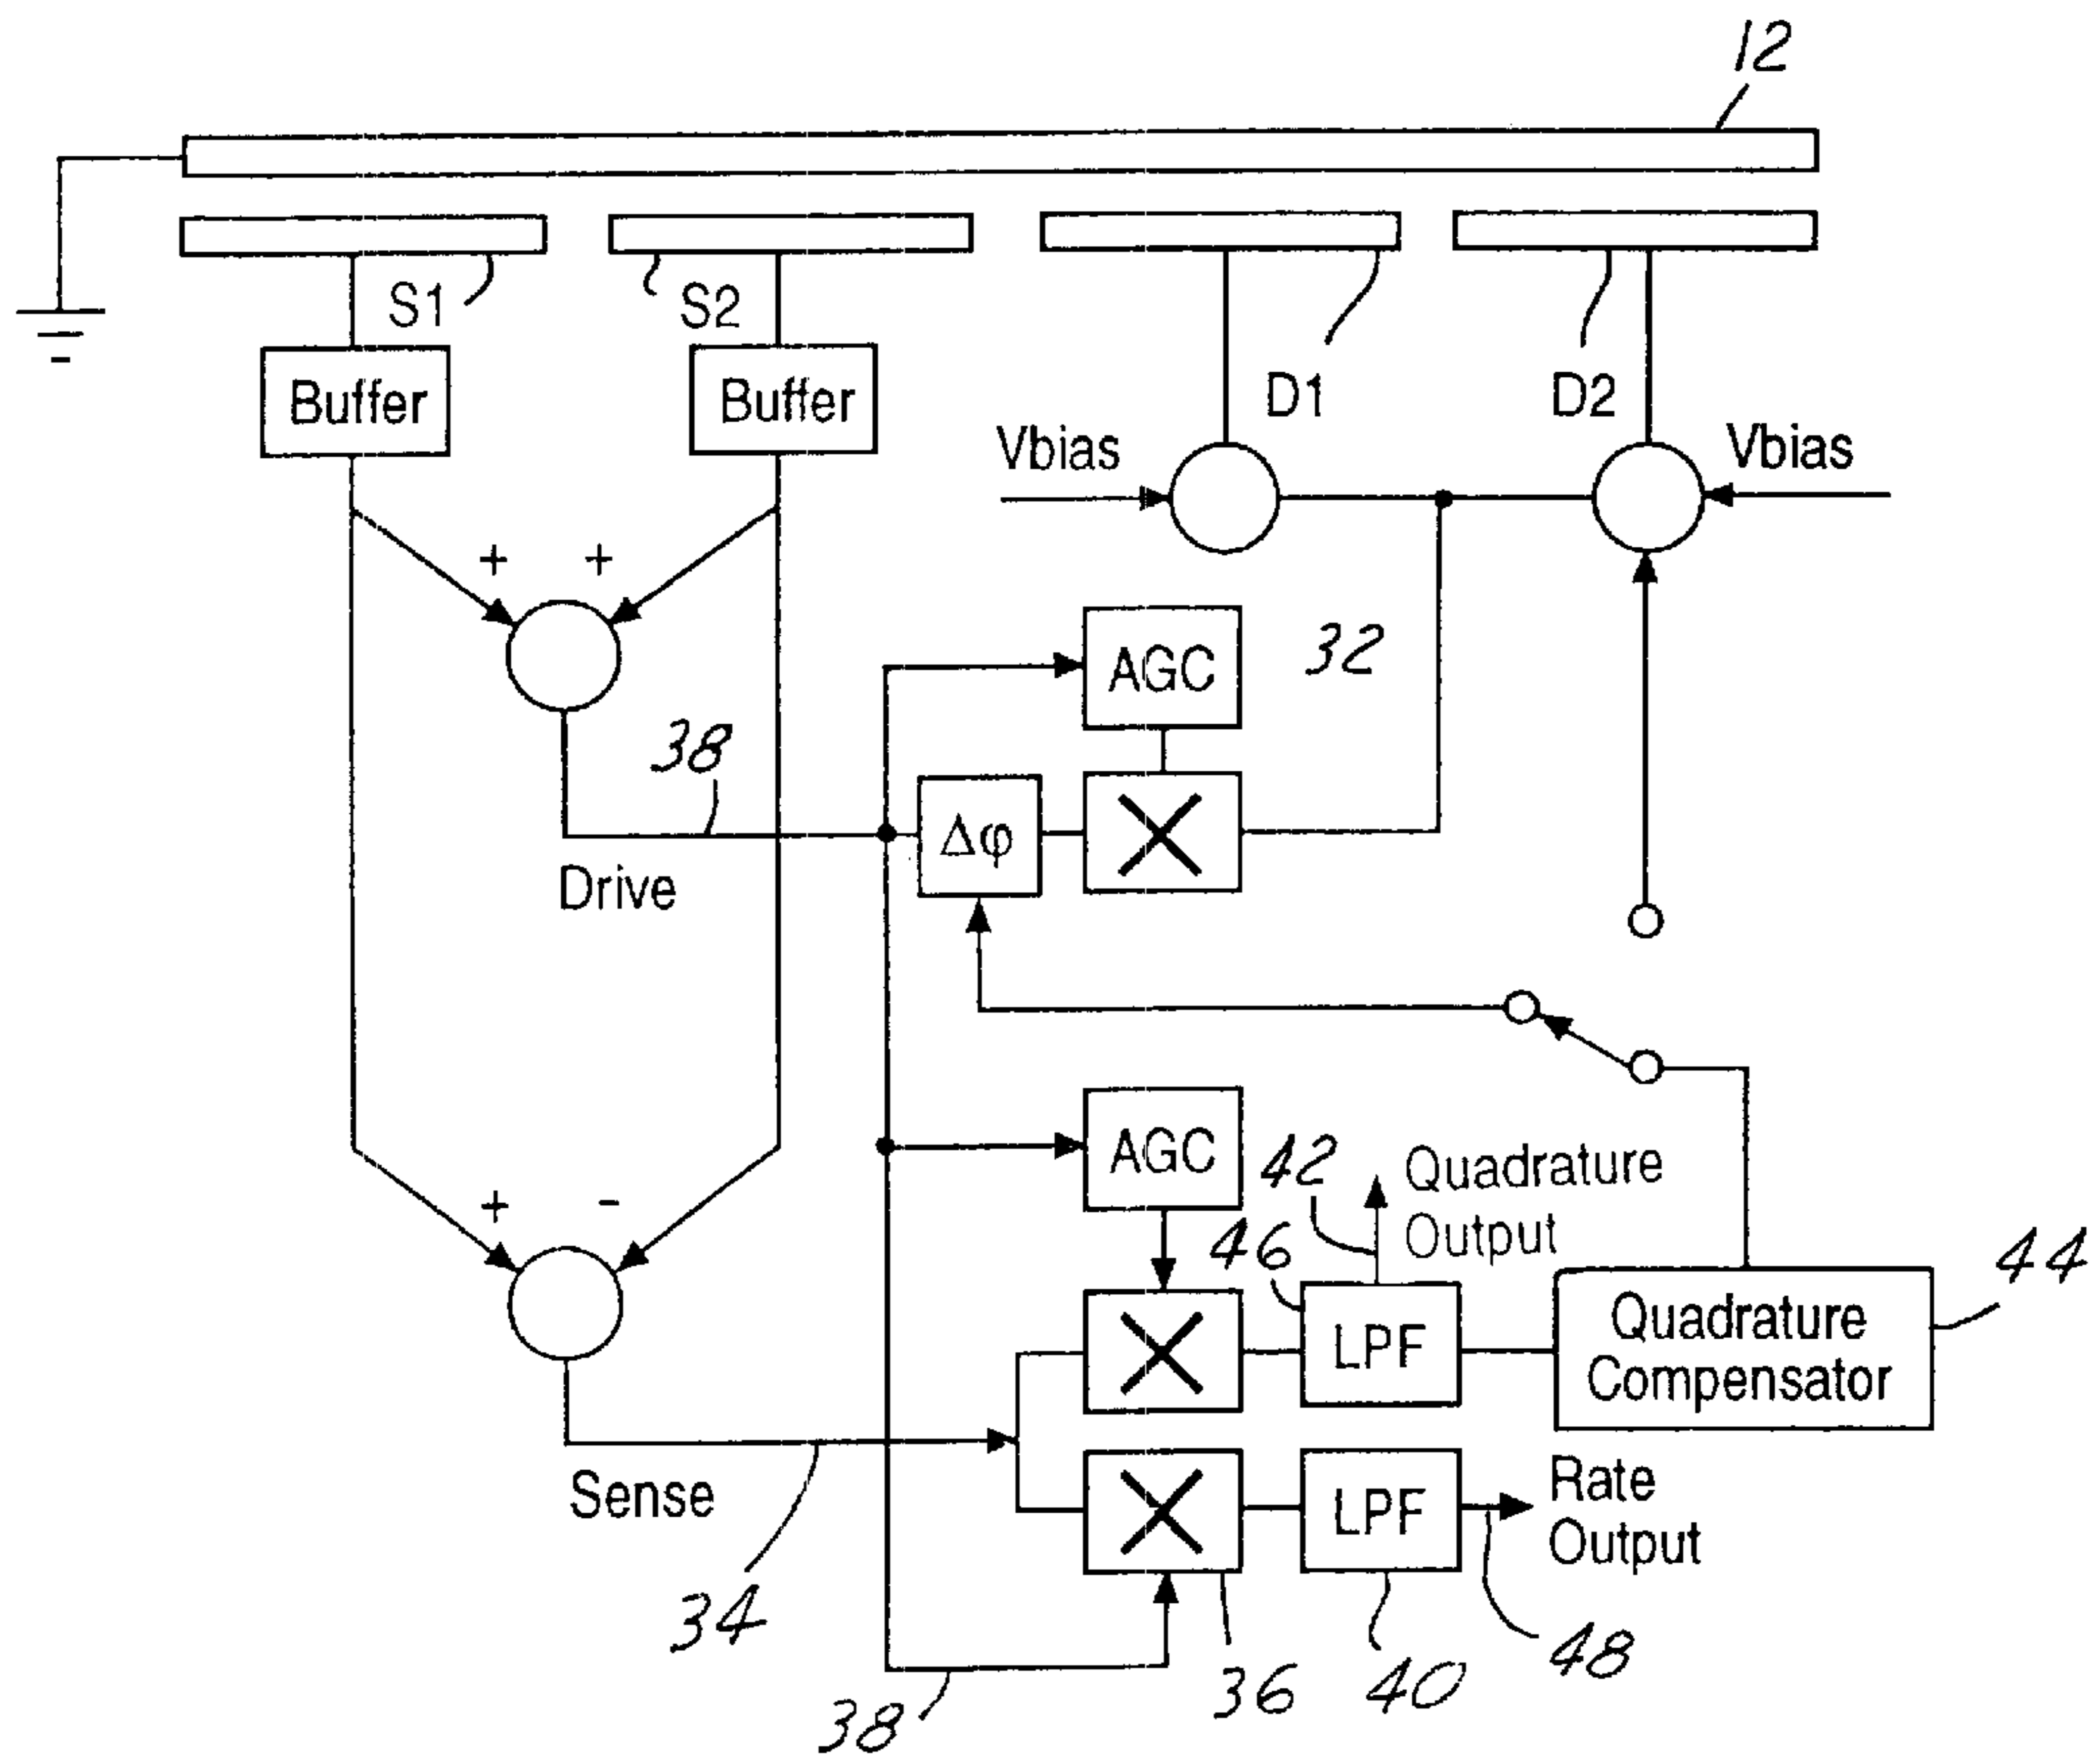 12
S1
S2
Buffer
Buffer
D1
D2
Vbias
Vbias
+
+
AGC
32
38
Δφ
Drive
AGC
42
Quadrature
Output
46
+
-
44
LPF
Quadrature
Compensator
Sense
LPF
Rate
Output
34
38
36
40
48